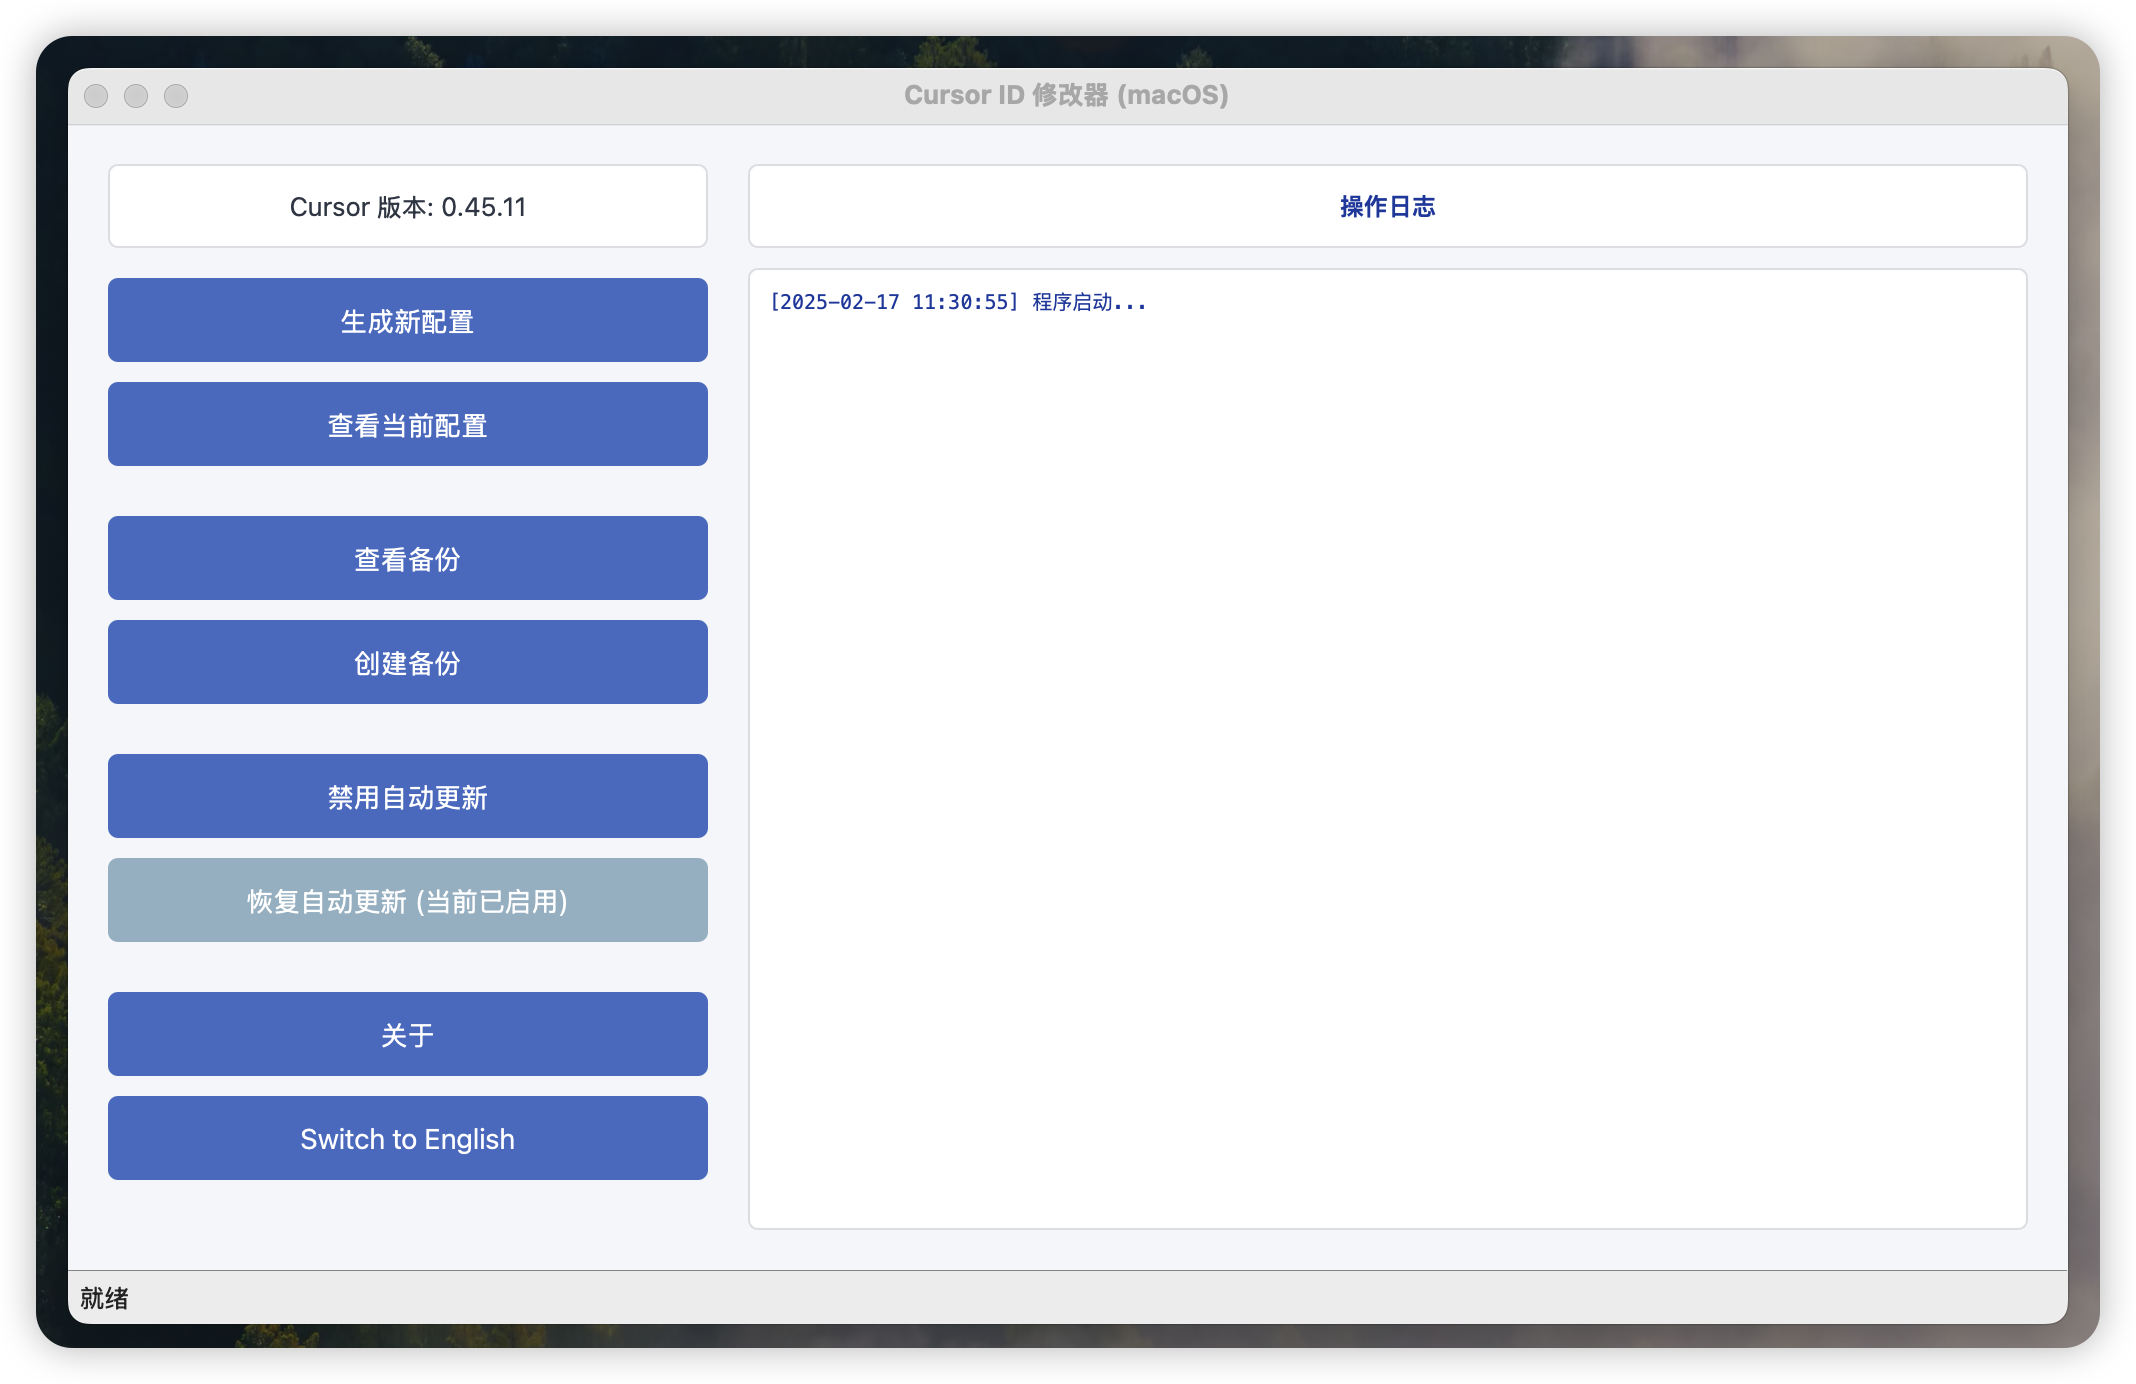 Cursor ID 修改器 (macOS)
Cursor 版本: 0.45.11
生成新配置
查看当前配置
查看备份
创建备份
禁用自动更新
恢复自动更新 (当前已启用)
关于
Switch to English
操作日志
[2025-02-17 11:30:55] 程序启动...
就绪